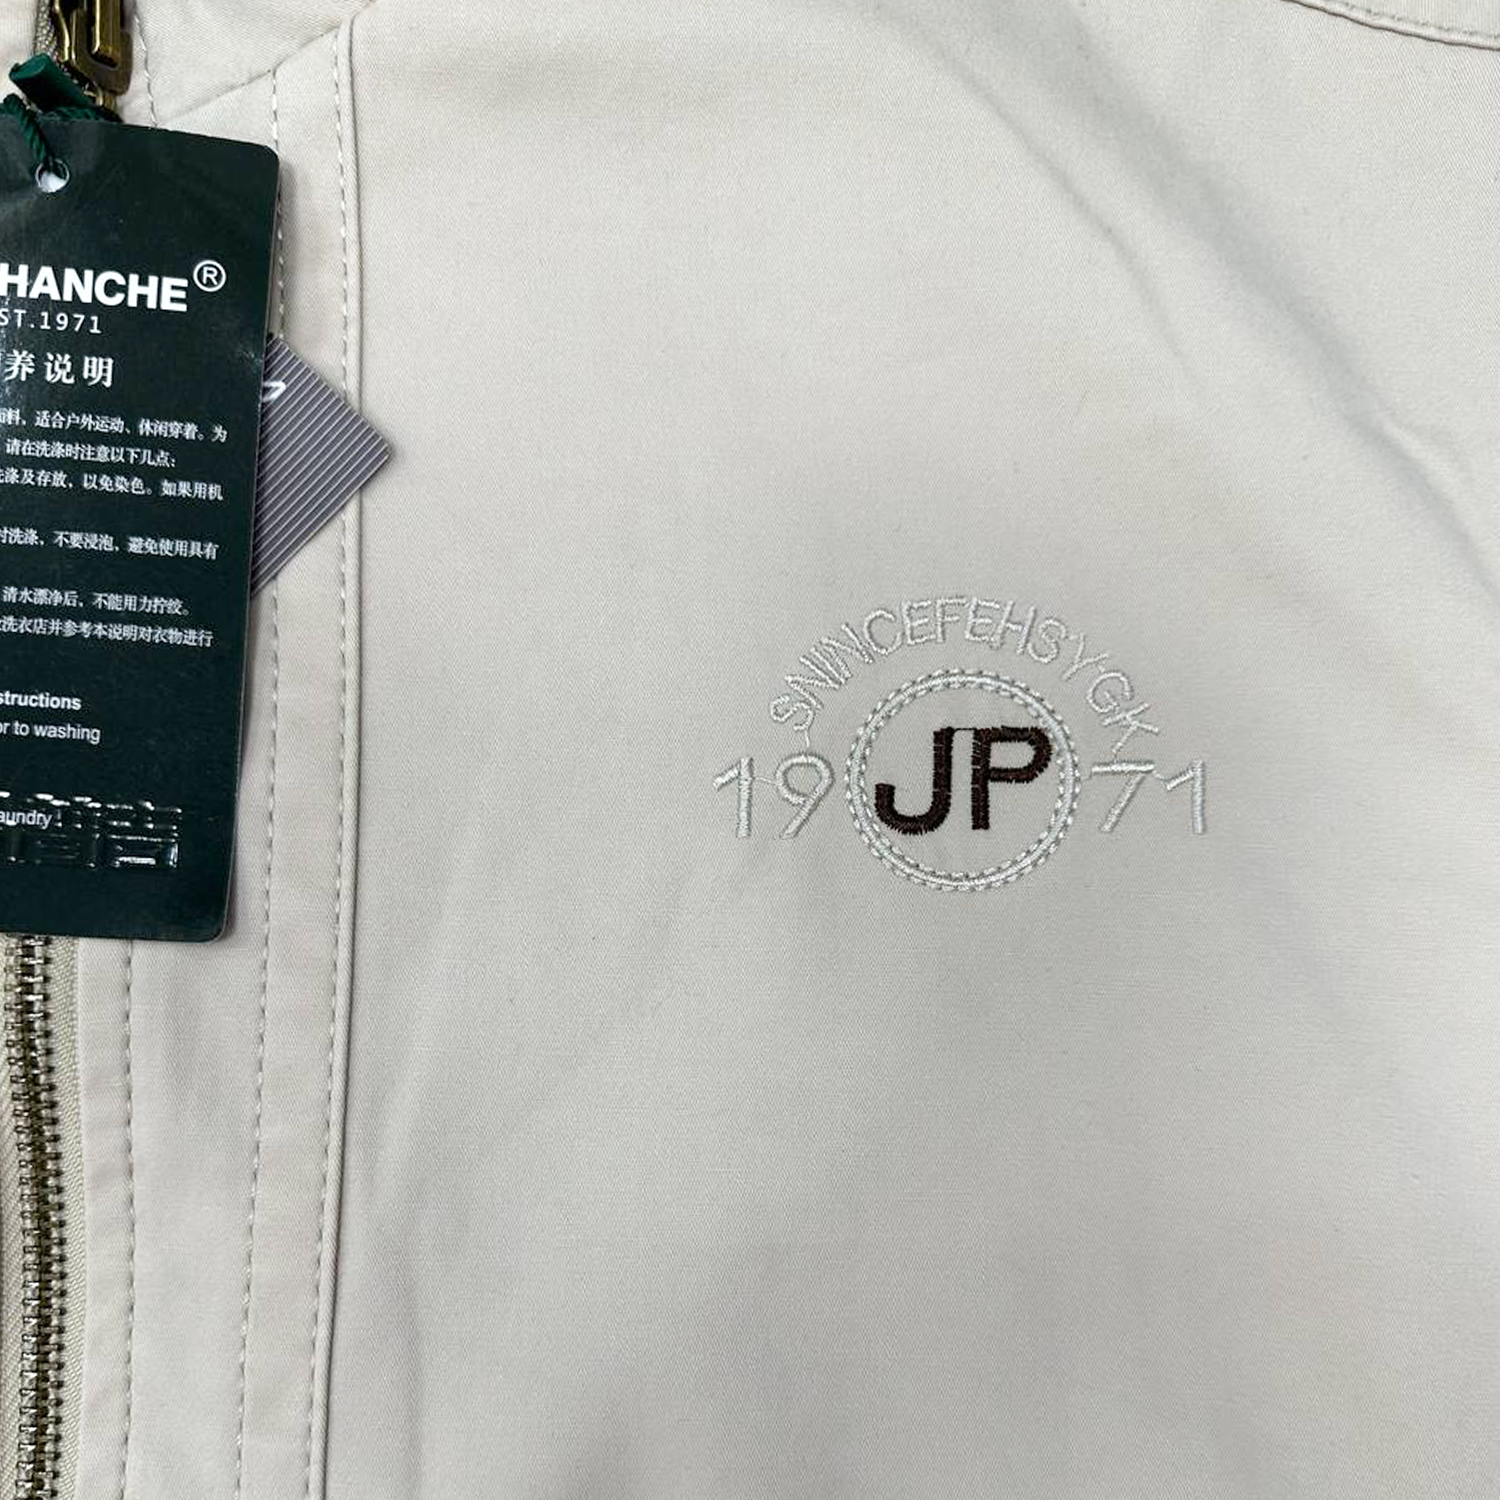 HANCHE®
ST.1971
养说明
面料，适合户外运动、休闲穿着。为
请在洗涤时注意以下几点：
洗涤及存放，以免染色。如果用机
时洗涤，不要浸泡，避免使用具有
清水漂净后，不能用力拧绞。
洗衣店并参考本说明对衣物进行
structions
or to washing
aundry
SNINCEFEHSYGK
19 JP 71